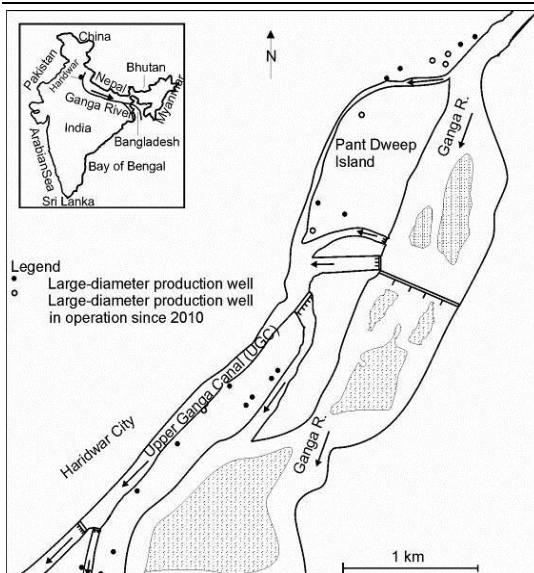 China
Pakistan
Haridwar
Nepal
Bhutan
Ganga River
Myanmar
India
Bangladesh
Arabian Sea
Bay of Bengal
Sri Lanka
N
Ganga R.
Pant Dweep
Island
Legend
Large-diameter production well
Large-diameter production well
in operation since 2010
Upper Ganga Canal (UGC)
Haridwar City
Ganga R.
1 km